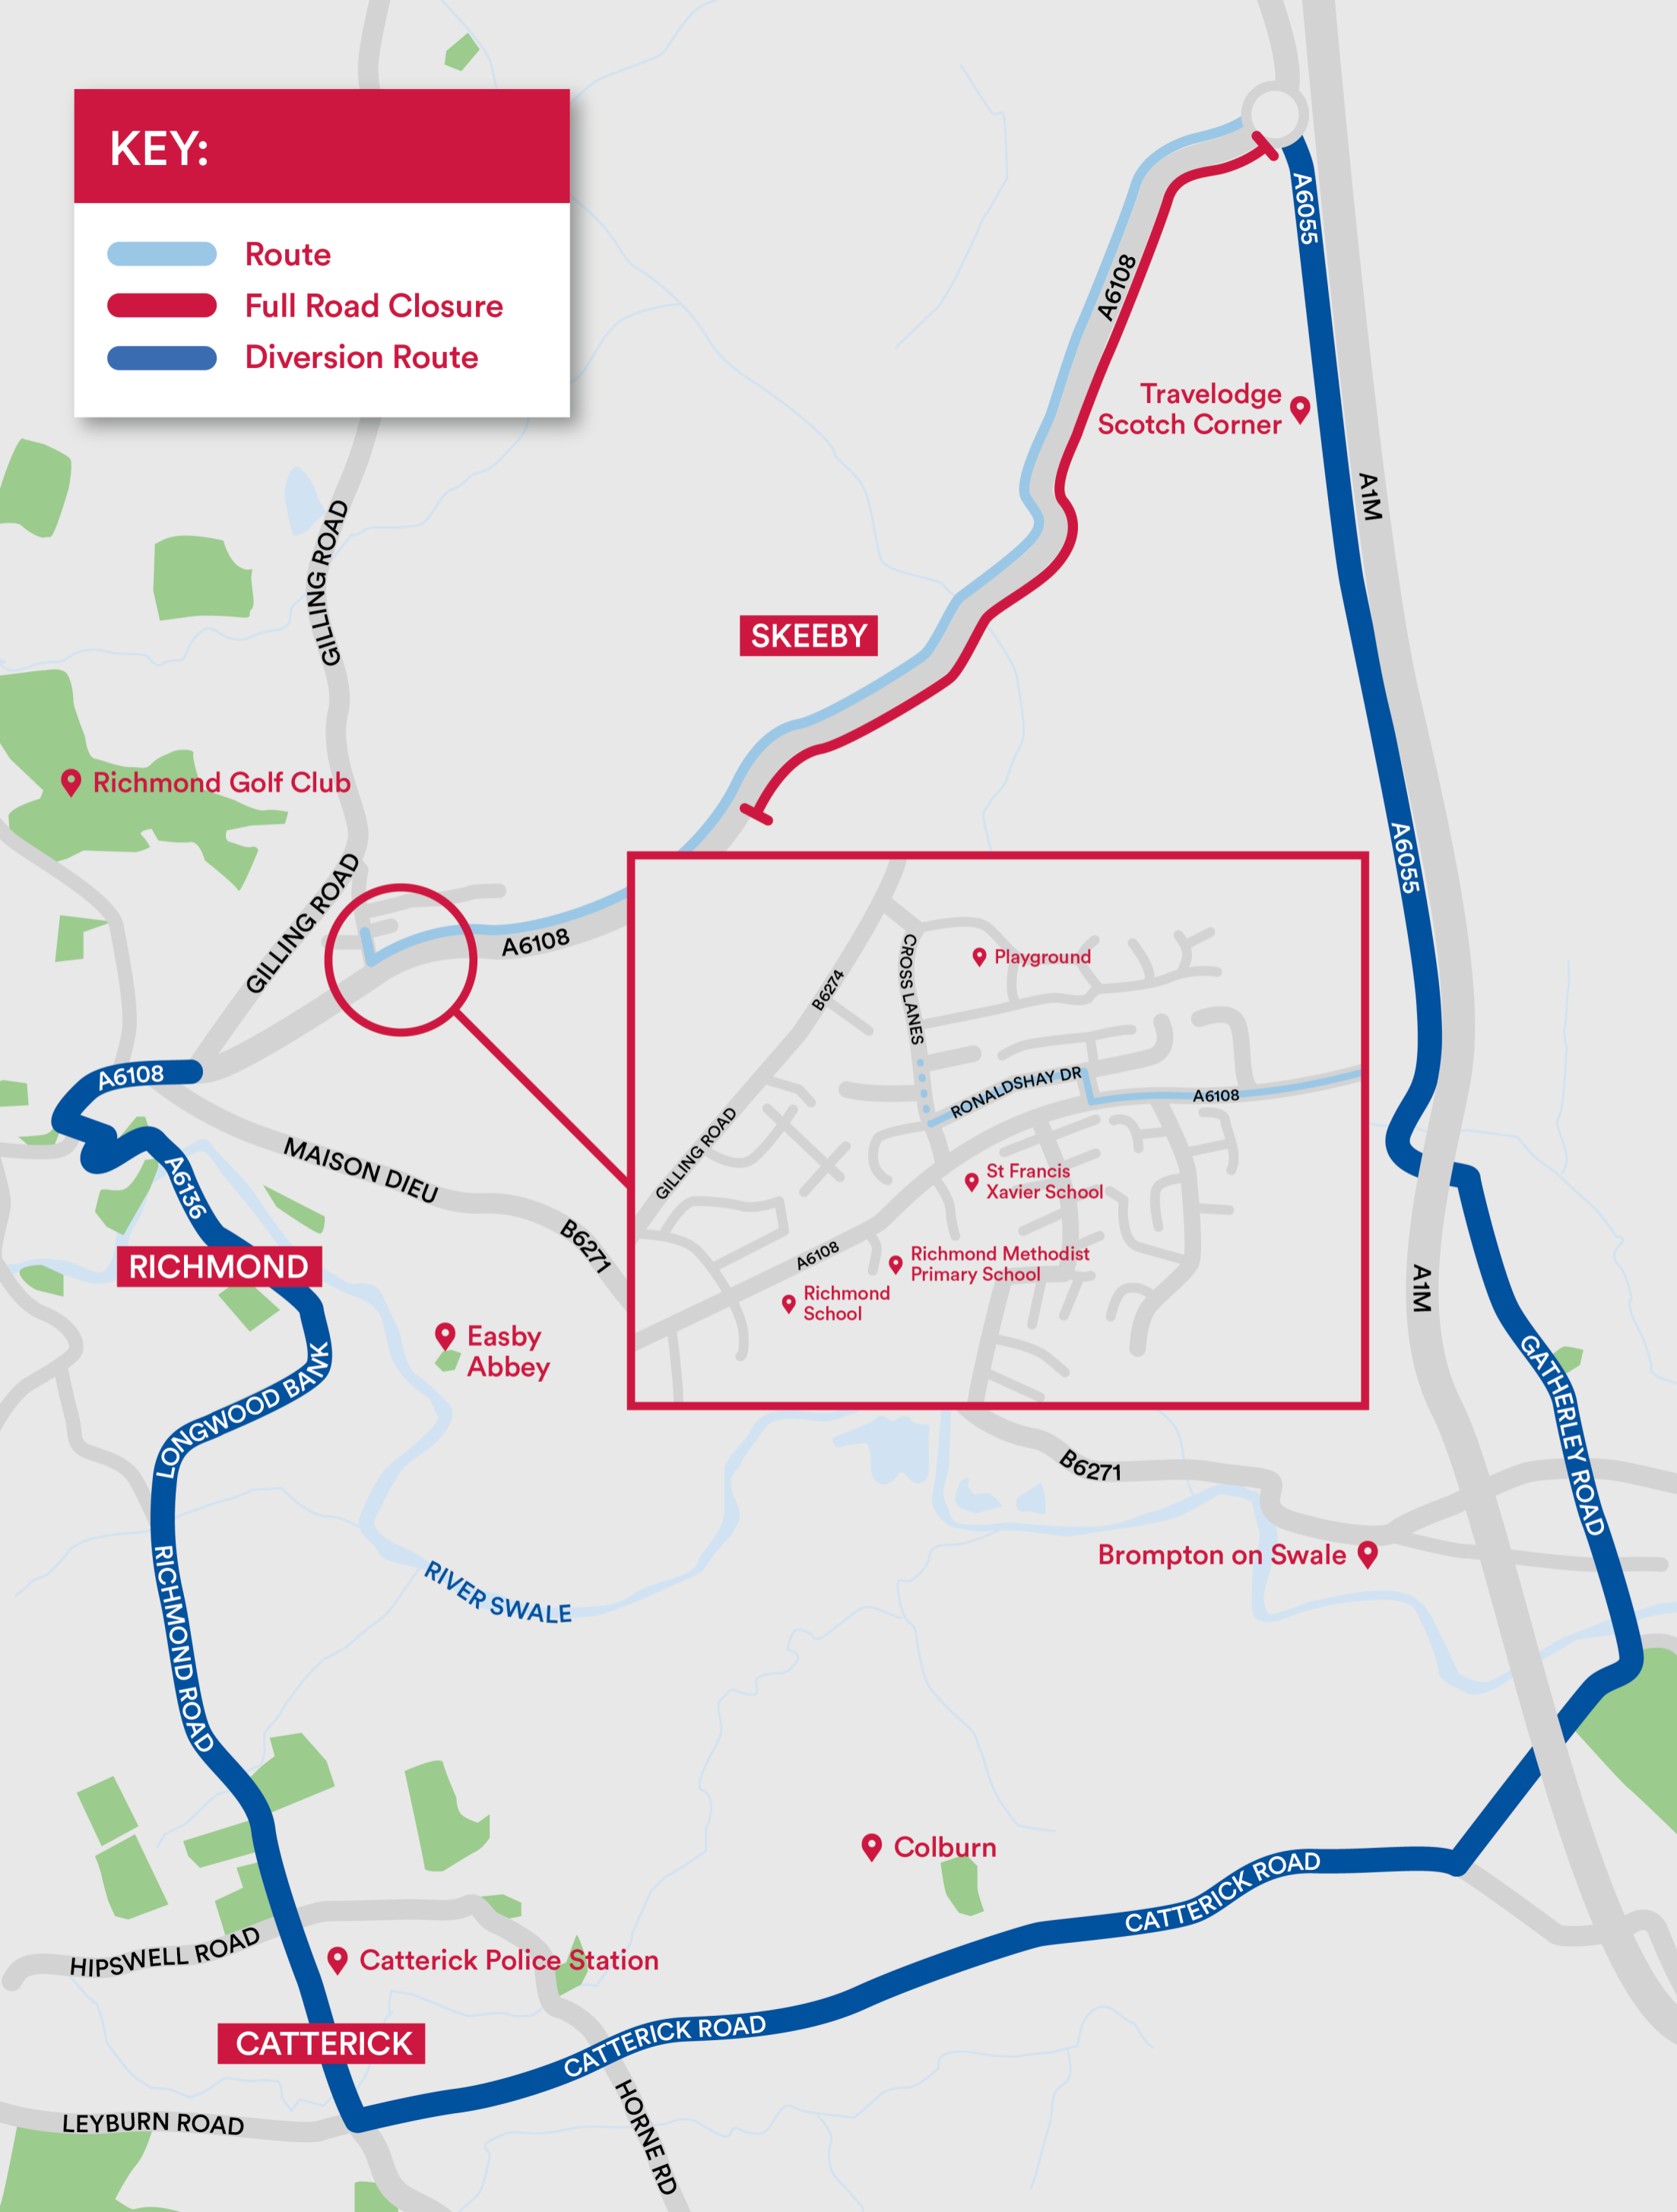 KEY:
Route
Full Road Closure
Diversion Route
A6055
A6108
Travelodge
Scotch Corner
A1M
GILLING ROAD
SKEEBY
Richmond Golf Club
A6055
GILLING ROAD
A6108
CROSS LANES
Playground
B6274
A6108
RONALDSHAY DR
A6108
GILLING ROAD
MAISON DIEU
A6136
St Francis
Xavier School
B6271
A6108
Richmond Methodist
Primary School
Richmond
School
RICHMOND
A1M
Easby
Abbey
LONGWOOD BANK
GATHERLEY ROAD
B6271
Brompton on Swale
RIVER SWALE
RICHMOND ROAD
Colburn
CATTERICK ROAD
HIPSWELL ROAD
Catterick Police Station
CATTERICK
CATTERICK ROAD
LEYBURN ROAD
HORNE RD